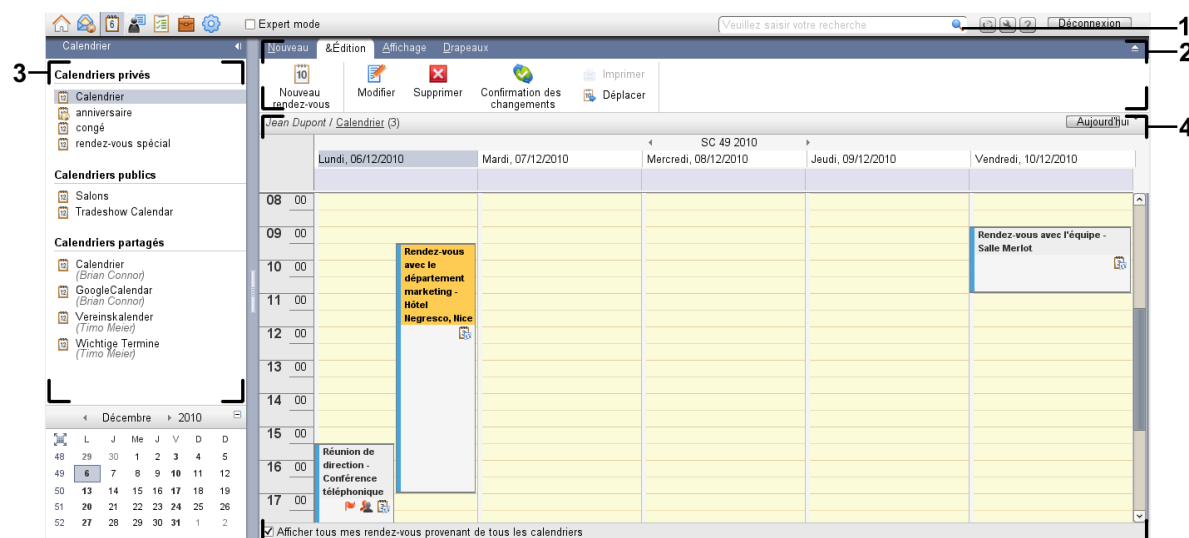 Expert mode
Veuillez saisir votre recherche
Déconnexion
1
Calendrier
Nouveau &Édition Affichage Drapeaux
2
3
Calendriers privés
Calendrier
anniversaire
congé
rendez-vous spécial
Calendriers publics
Salons
Tradeshow Calendar
Calendriers partagés
Calendrier
(Brian Connor)
GoogleCalendar
(Brian Connor)
Vereinskalender
(Timo Meier)
Wichtige Termine
(Timo Meier)
Décembre 2010
L J Me J V D D
48 29 30 1 2 3 4 5
49 6 7 8 9 10 11 12
50 13 14 15 16 17 18 19
51 20 21 22 23 24 25 26
52 27 28 29 30 31 1 2
Nouveau
rendez-vous
Modifier
Supprimer
Confirmation des
changements
Imprimer
Déplacer
Jean Dupont / Calendrier (3)
Aujourd'hui
4
SC 49 2010
Lundi, 06/12/2010 Mardi, 07/12/2010 Mercredi, 08/12/2010 Jeudi, 09/12/2010 Vendredi, 10/12/2010
08 00
09 00
10 00
11 00
12 00
13 00
14 00
15 00
16 00
17 00
Rendez-vous
avec le
département
marketing -
Hôtel
Negresco, Nice
Réunion de
direction -
Conférence
téléphonique
Rendez-vous avec l'équipe -
Salle Merlot
Afficher tous mes rendez-vous provenant de tous les calendriers